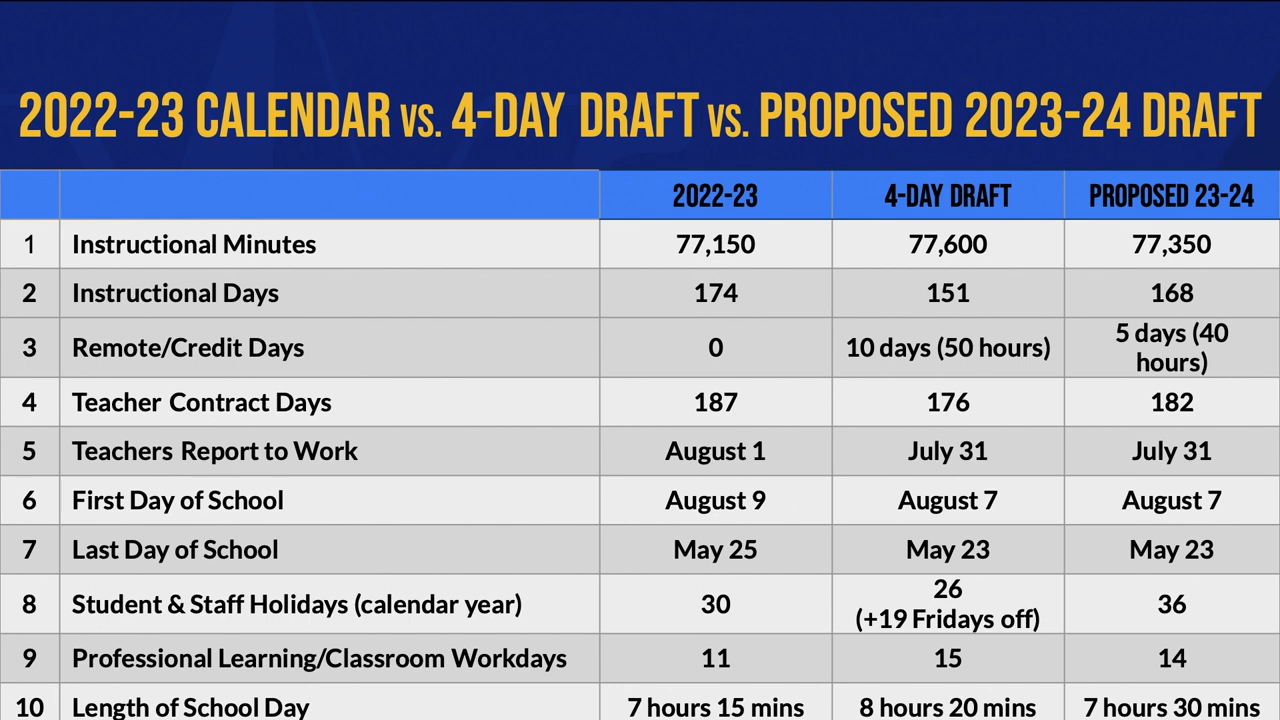 2022-23 CALENDAR VS. 4-DAY DRAFT VS. PROPOSED 2023-24 DRAFT
2022-23 4-DAY DRAFT PROPOSED 23-24
1 Instructional Minutes 77,150 77,600 77,350
2 Instructional Days 174 151 168
3 Remote/Credit Days 0 10 days (50 hours) 5 days (40
hours)
4 Teacher Contract Days 187 176 182
5 Teachers Report to Work August 1 July 31 July 31
6 First Day of School August 9 August 7 August 7
7 Last Day of School May 25 May 23 May 23
8 Student & Staff Holidays (calendar year) 30 26 36
(+19 Fridays off)
9 Professional Learning/Classroom Workdays 11 15 14
10 Length of School Day 7 hours 15 mins 8 hours 20 mins 7 hours 30 mins